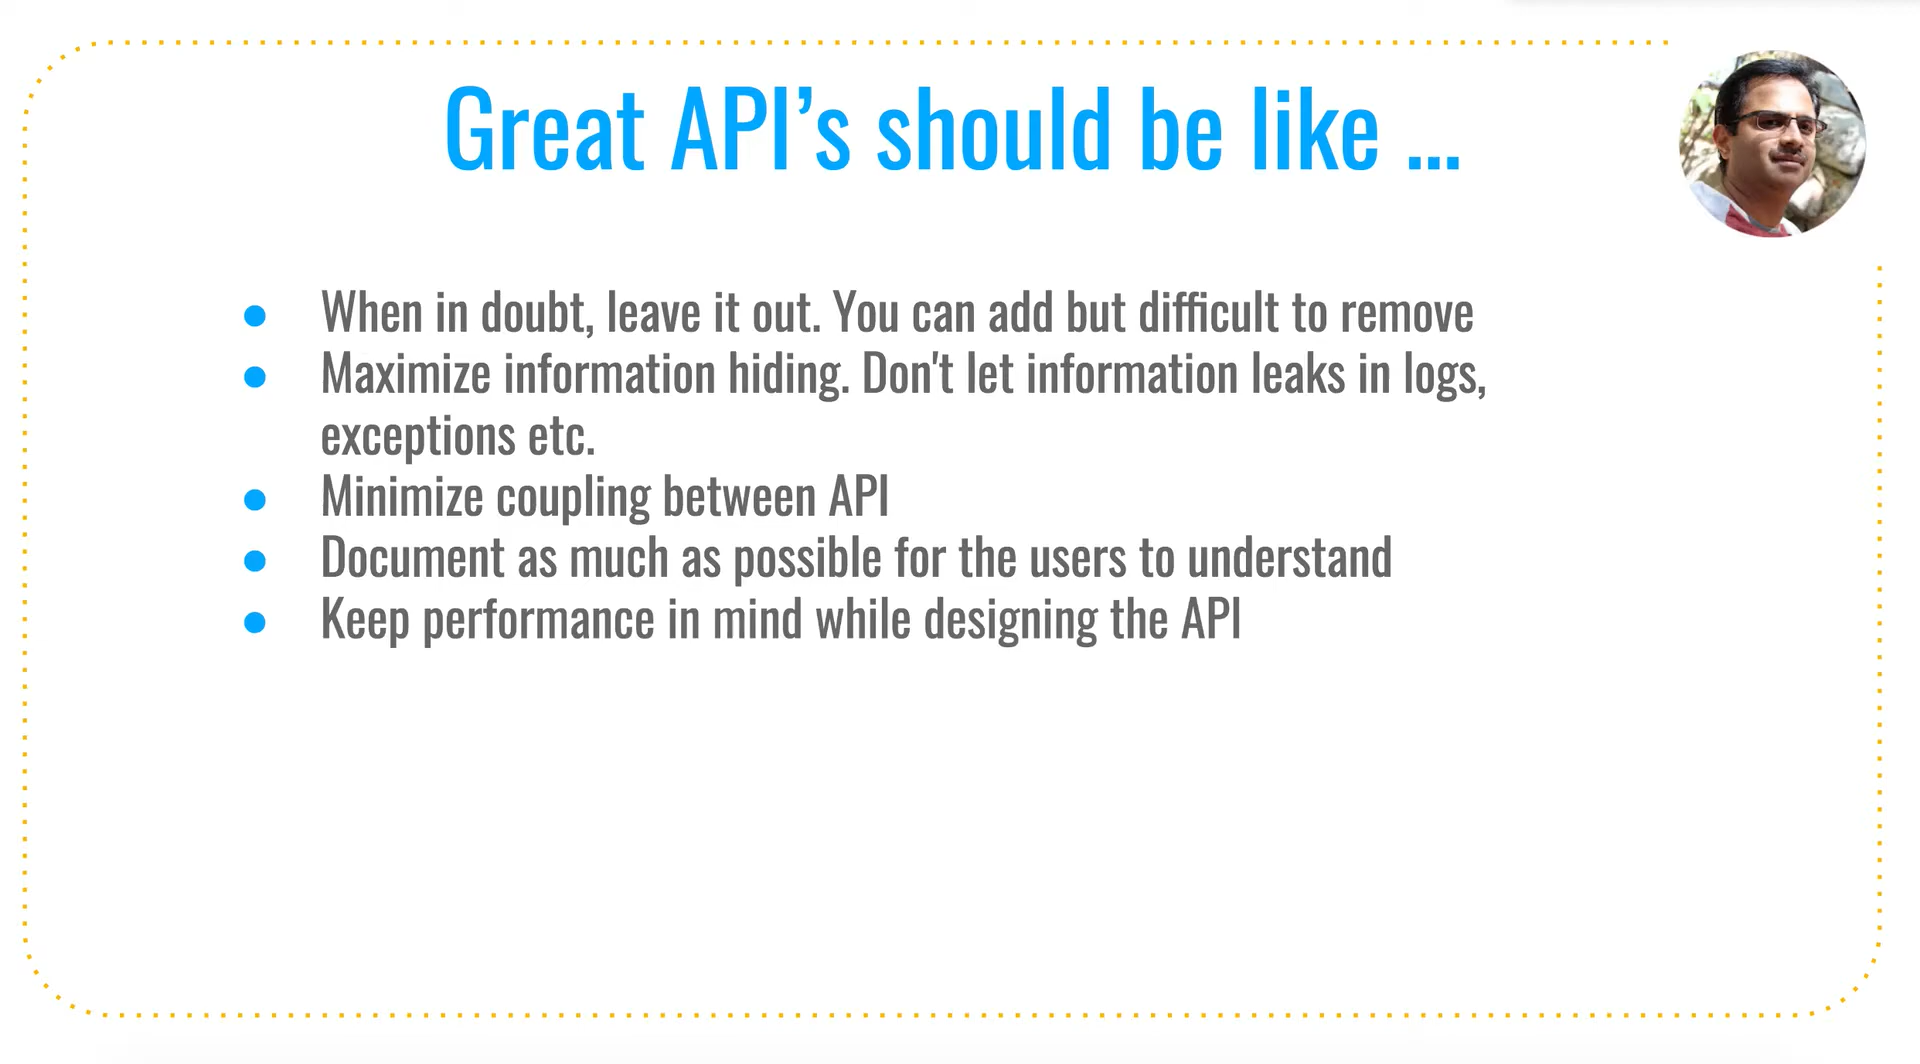 Great API’s should be like ...
● When in doubt, leave it out. You can add but difficult to remove
● Maximize information hiding. Don't let information leaks in logs,
exceptions etc.
● Minimize coupling between API
● Document as much as possible for the users to understand
● Keep performance in mind while designing the API